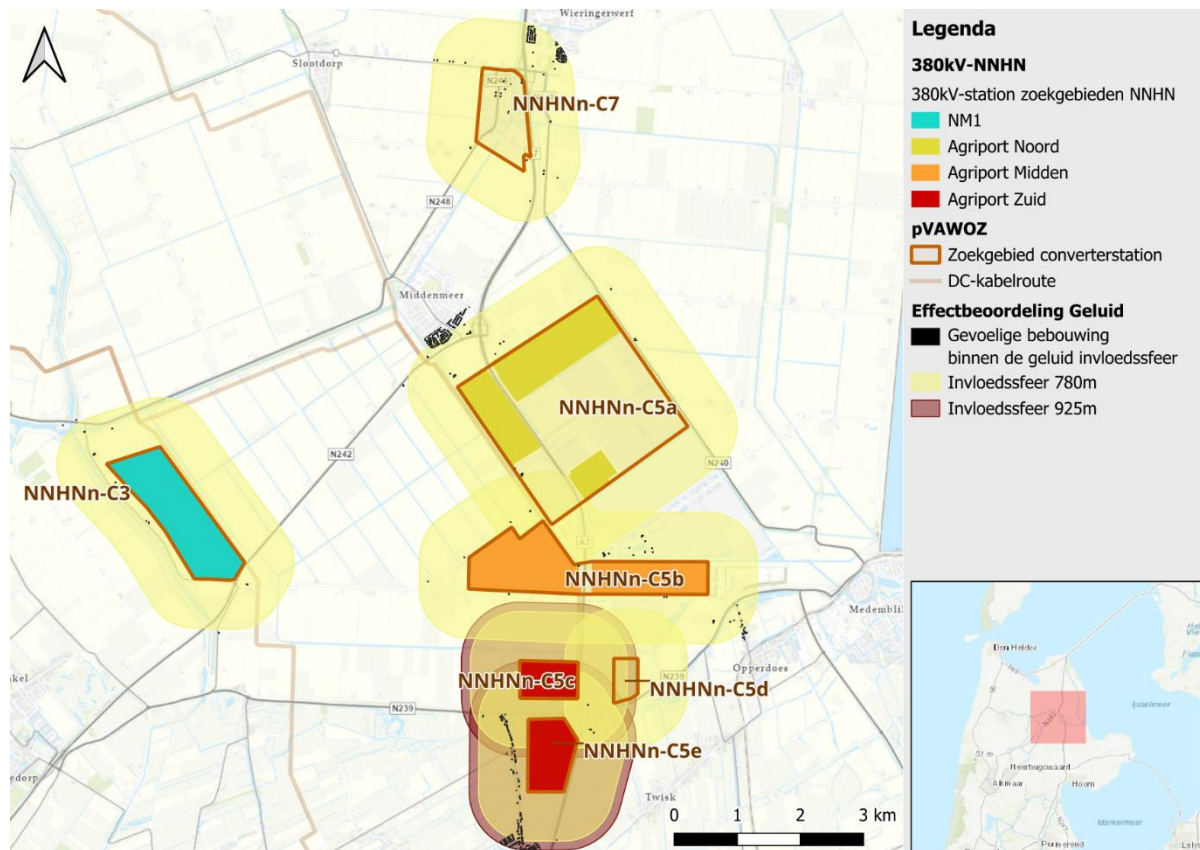 Wieringerwerf
Slootdorp
N248
NNHNn-C7
A7
N248
Middenmeer
NNHNn-C5a
N242
N240
NNHNn-C3
A7
NNHNn-C5b
Medemblik
Opperdoes
NNHNn-C5c
N239
NNHNn-C5d
N239
NNHNn-C5e
Twisk
0 1 2 3 km
Legenda
380kV-NNHN
380kV-station zoekgebieden NNHN
NM1
Agriport Noord
Agriport Midden
Agriport Zuid
pVAWOZ
Zoekgebied converterstation
DC-kabelroute
Effectbeoordeling Geluid
Gevoelige bebouwing
binnen de geluid invloedssfeer
Invloedssfeer 780m
Invloedssfeer 925m
Den Helder
IJsselmeer
Heerhugowaard
Alkmaar
Hoorn
Markermeer
Purmerend